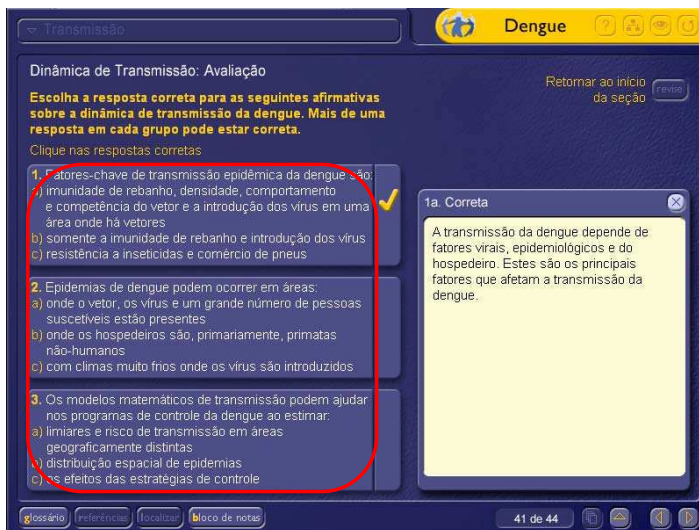 Transmissão
Dengue
Dinâmica de Transmissão: Avaliação
Retornar ao início
da seção
revise
Escolha a resposta correta para as seguintes afirmativas
sobre a dinâmica de transmissão da dengue. Mais de uma
resposta em cada grupo pode estar correta.
Clique nas respostas corretas
1. Fatores-chave de transmissão epidêmica da dengue são:
a) imunidade de rebanho, densidade, comportamento
e competência do vetor e a introdução dos vírus em uma
área onde há vetores
b) somente a imunidade de rebanho e introdução dos vírus
c) resistência a inseticidas e comércio de pneus
2. Epidemias de dengue podem ocorrer em áreas:
a) onde o vetor, os vírus e um grande número de pessoas
suscetíveis estão presentes
b) onde os hospedeiros são, primariamente, primatas
não-humanos
c) com climas muito frios onde os vírus são introduzidos
3. Os modelos matemáticos de transmissão podem ajudar
nos programas de controle da dengue ao estimar:
a) limiares e risco de transmissão em áreas
geograficamente distintas
b) distribuição espacial de epidemias
c) os efeitos das estratégias de controle
1a. Correta
A transmissão da dengue depende de
fatores virais, epidemiológicos e do
hospedeiro. Estes são os principais
fatores que afetam a transmissão da
dengue.
glossário
referências
localizar
bloco de notas
41 de 44